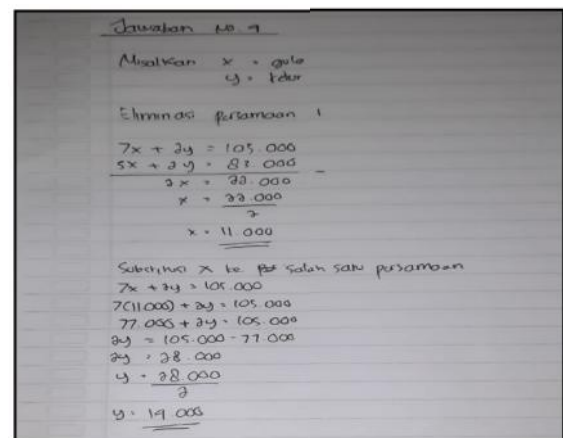 Jawaban No. 9
Misalkan x = gula
y = telur
Eliminasi persamaan 1
7x + 2y = 105.000
5x + 2y = 83.000 -
2x = 22.000
x = 22.000
2
x = 11.000
Substitusi x ke salah satu persamaan
7x + 2y = 105.000
7(11.000) + 2y = 105.000
77.000 + 2y = 105.000
2y = 105.000 - 77.000
2y = 28.000
y = 28.000
2
y = 14.000